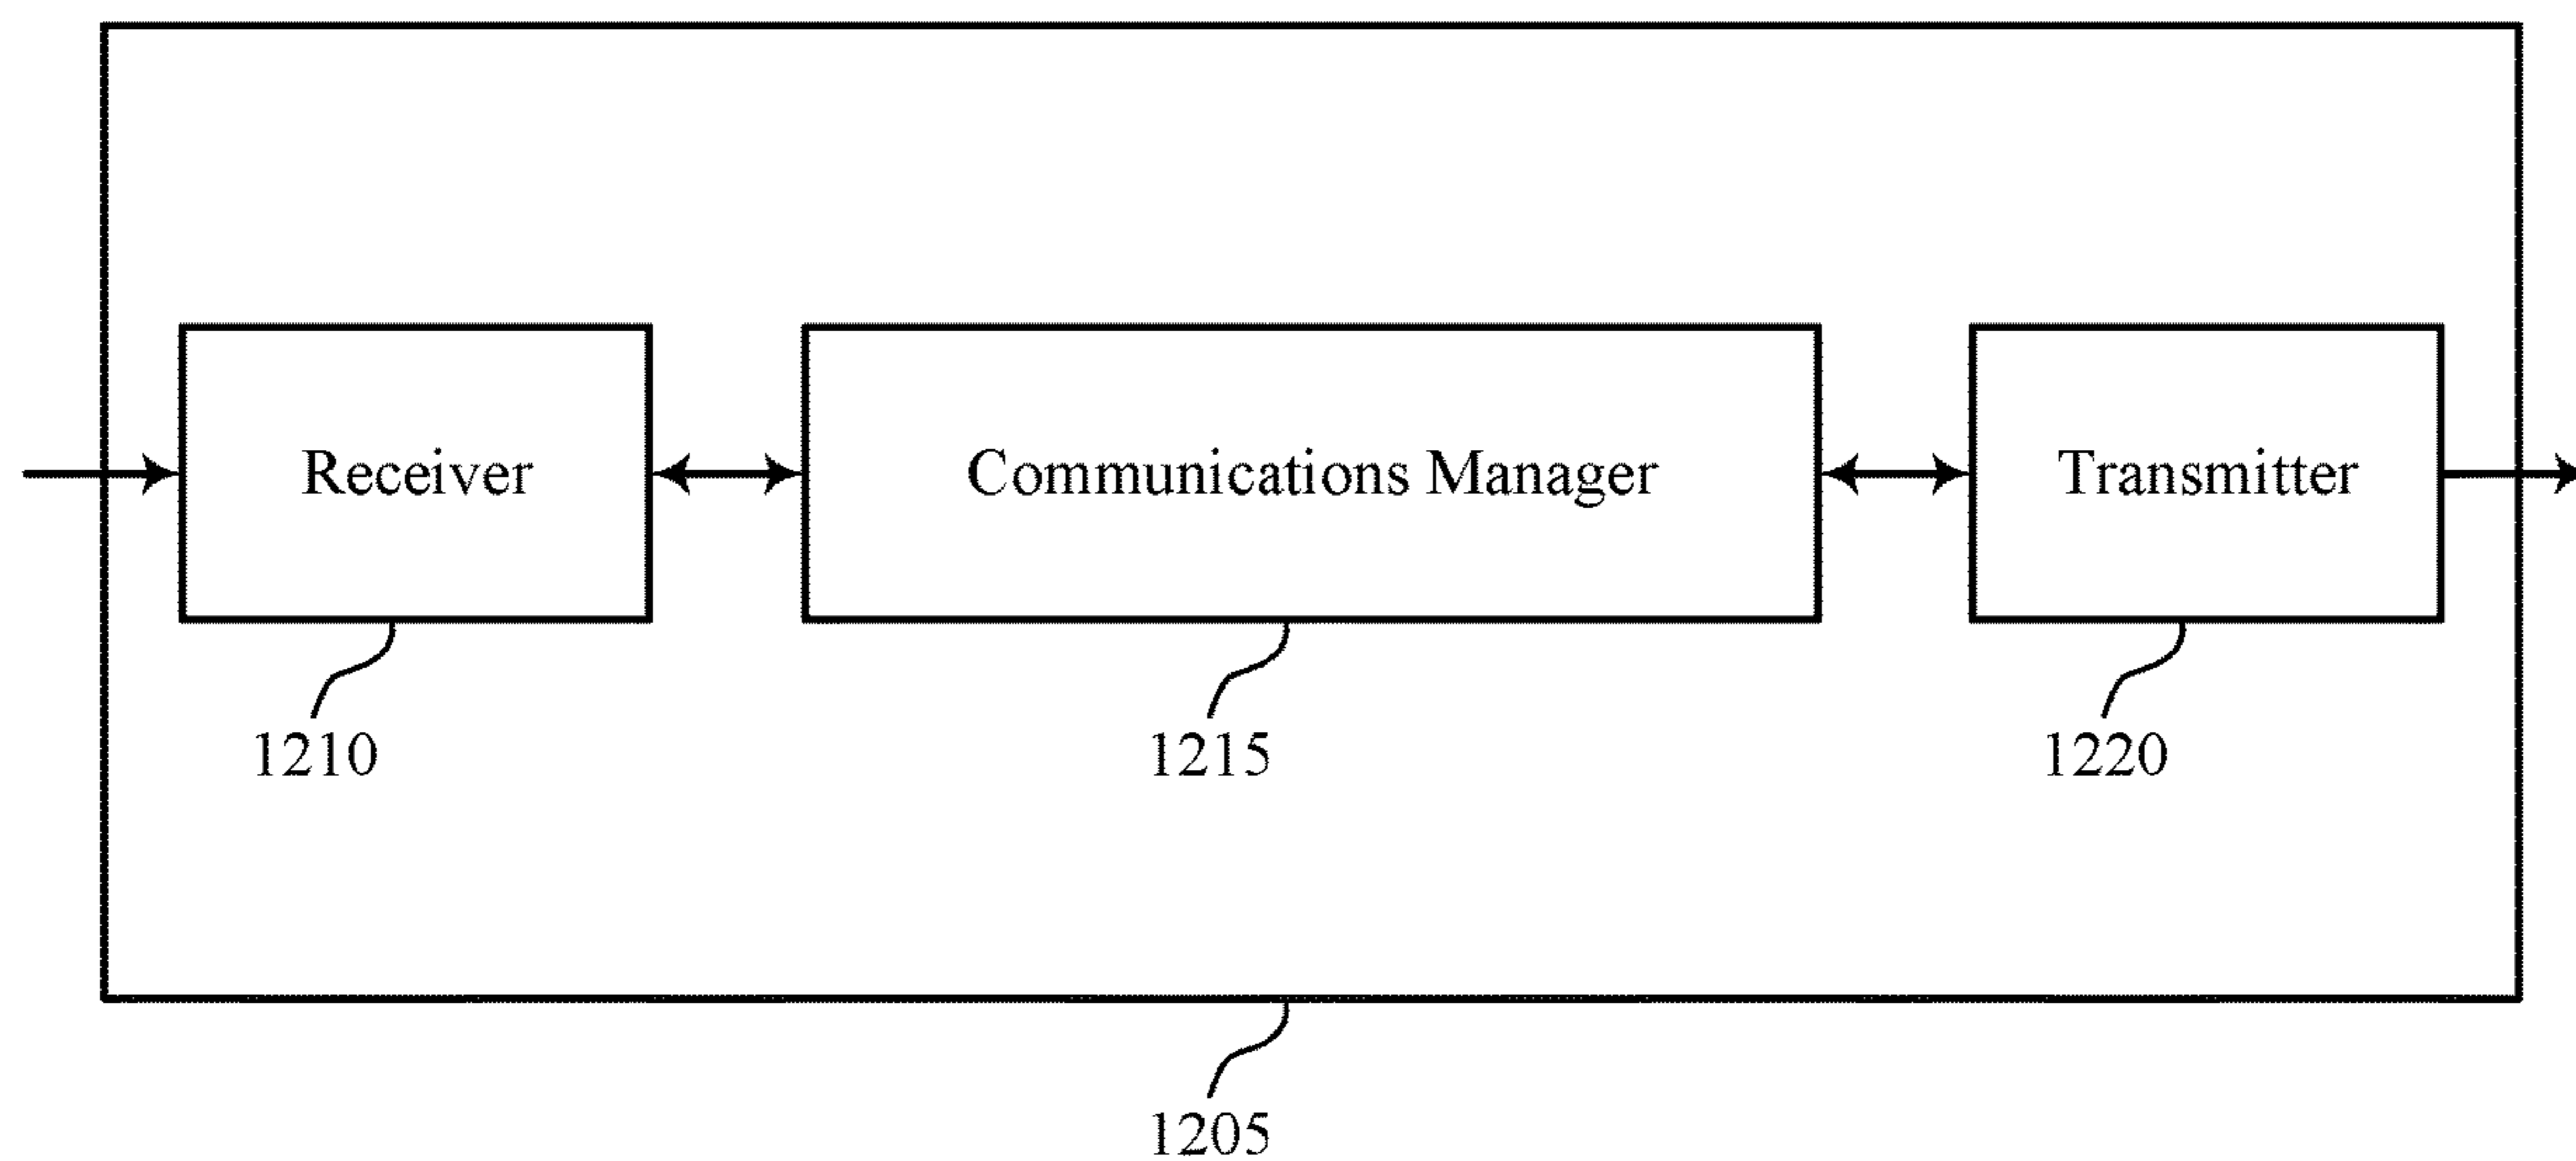 Receiver
Communications Manager
Transmitter
1210
1215
1220
1205